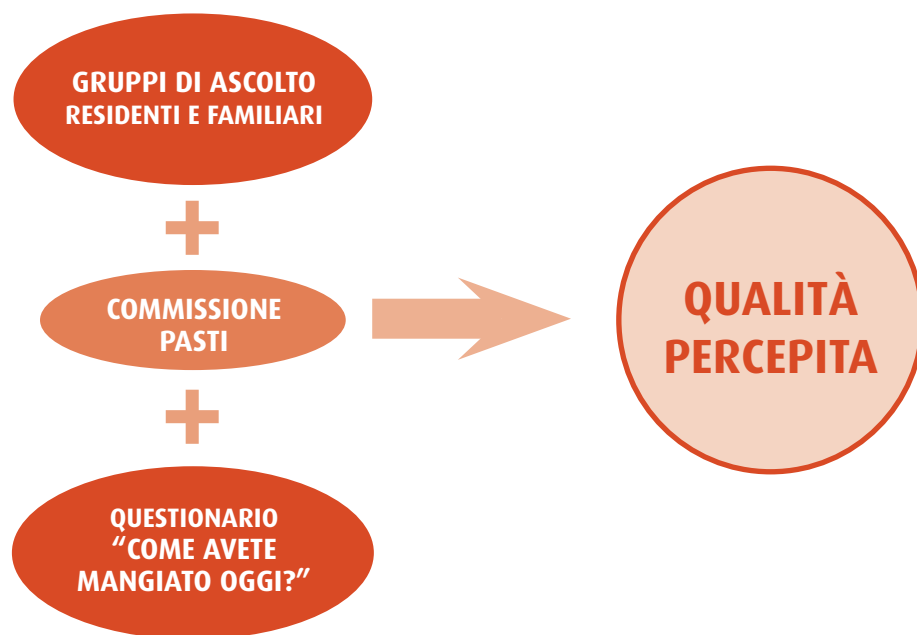 GRUPPI DI ASCOLTO
RESIDENTI E FAMILIARI
+
COMMISSIONE
PASTI
+
QUESTIONARIO
“COME AVETE
MANGIATO OGGI?”
QUALITÀ
PERCEPITA